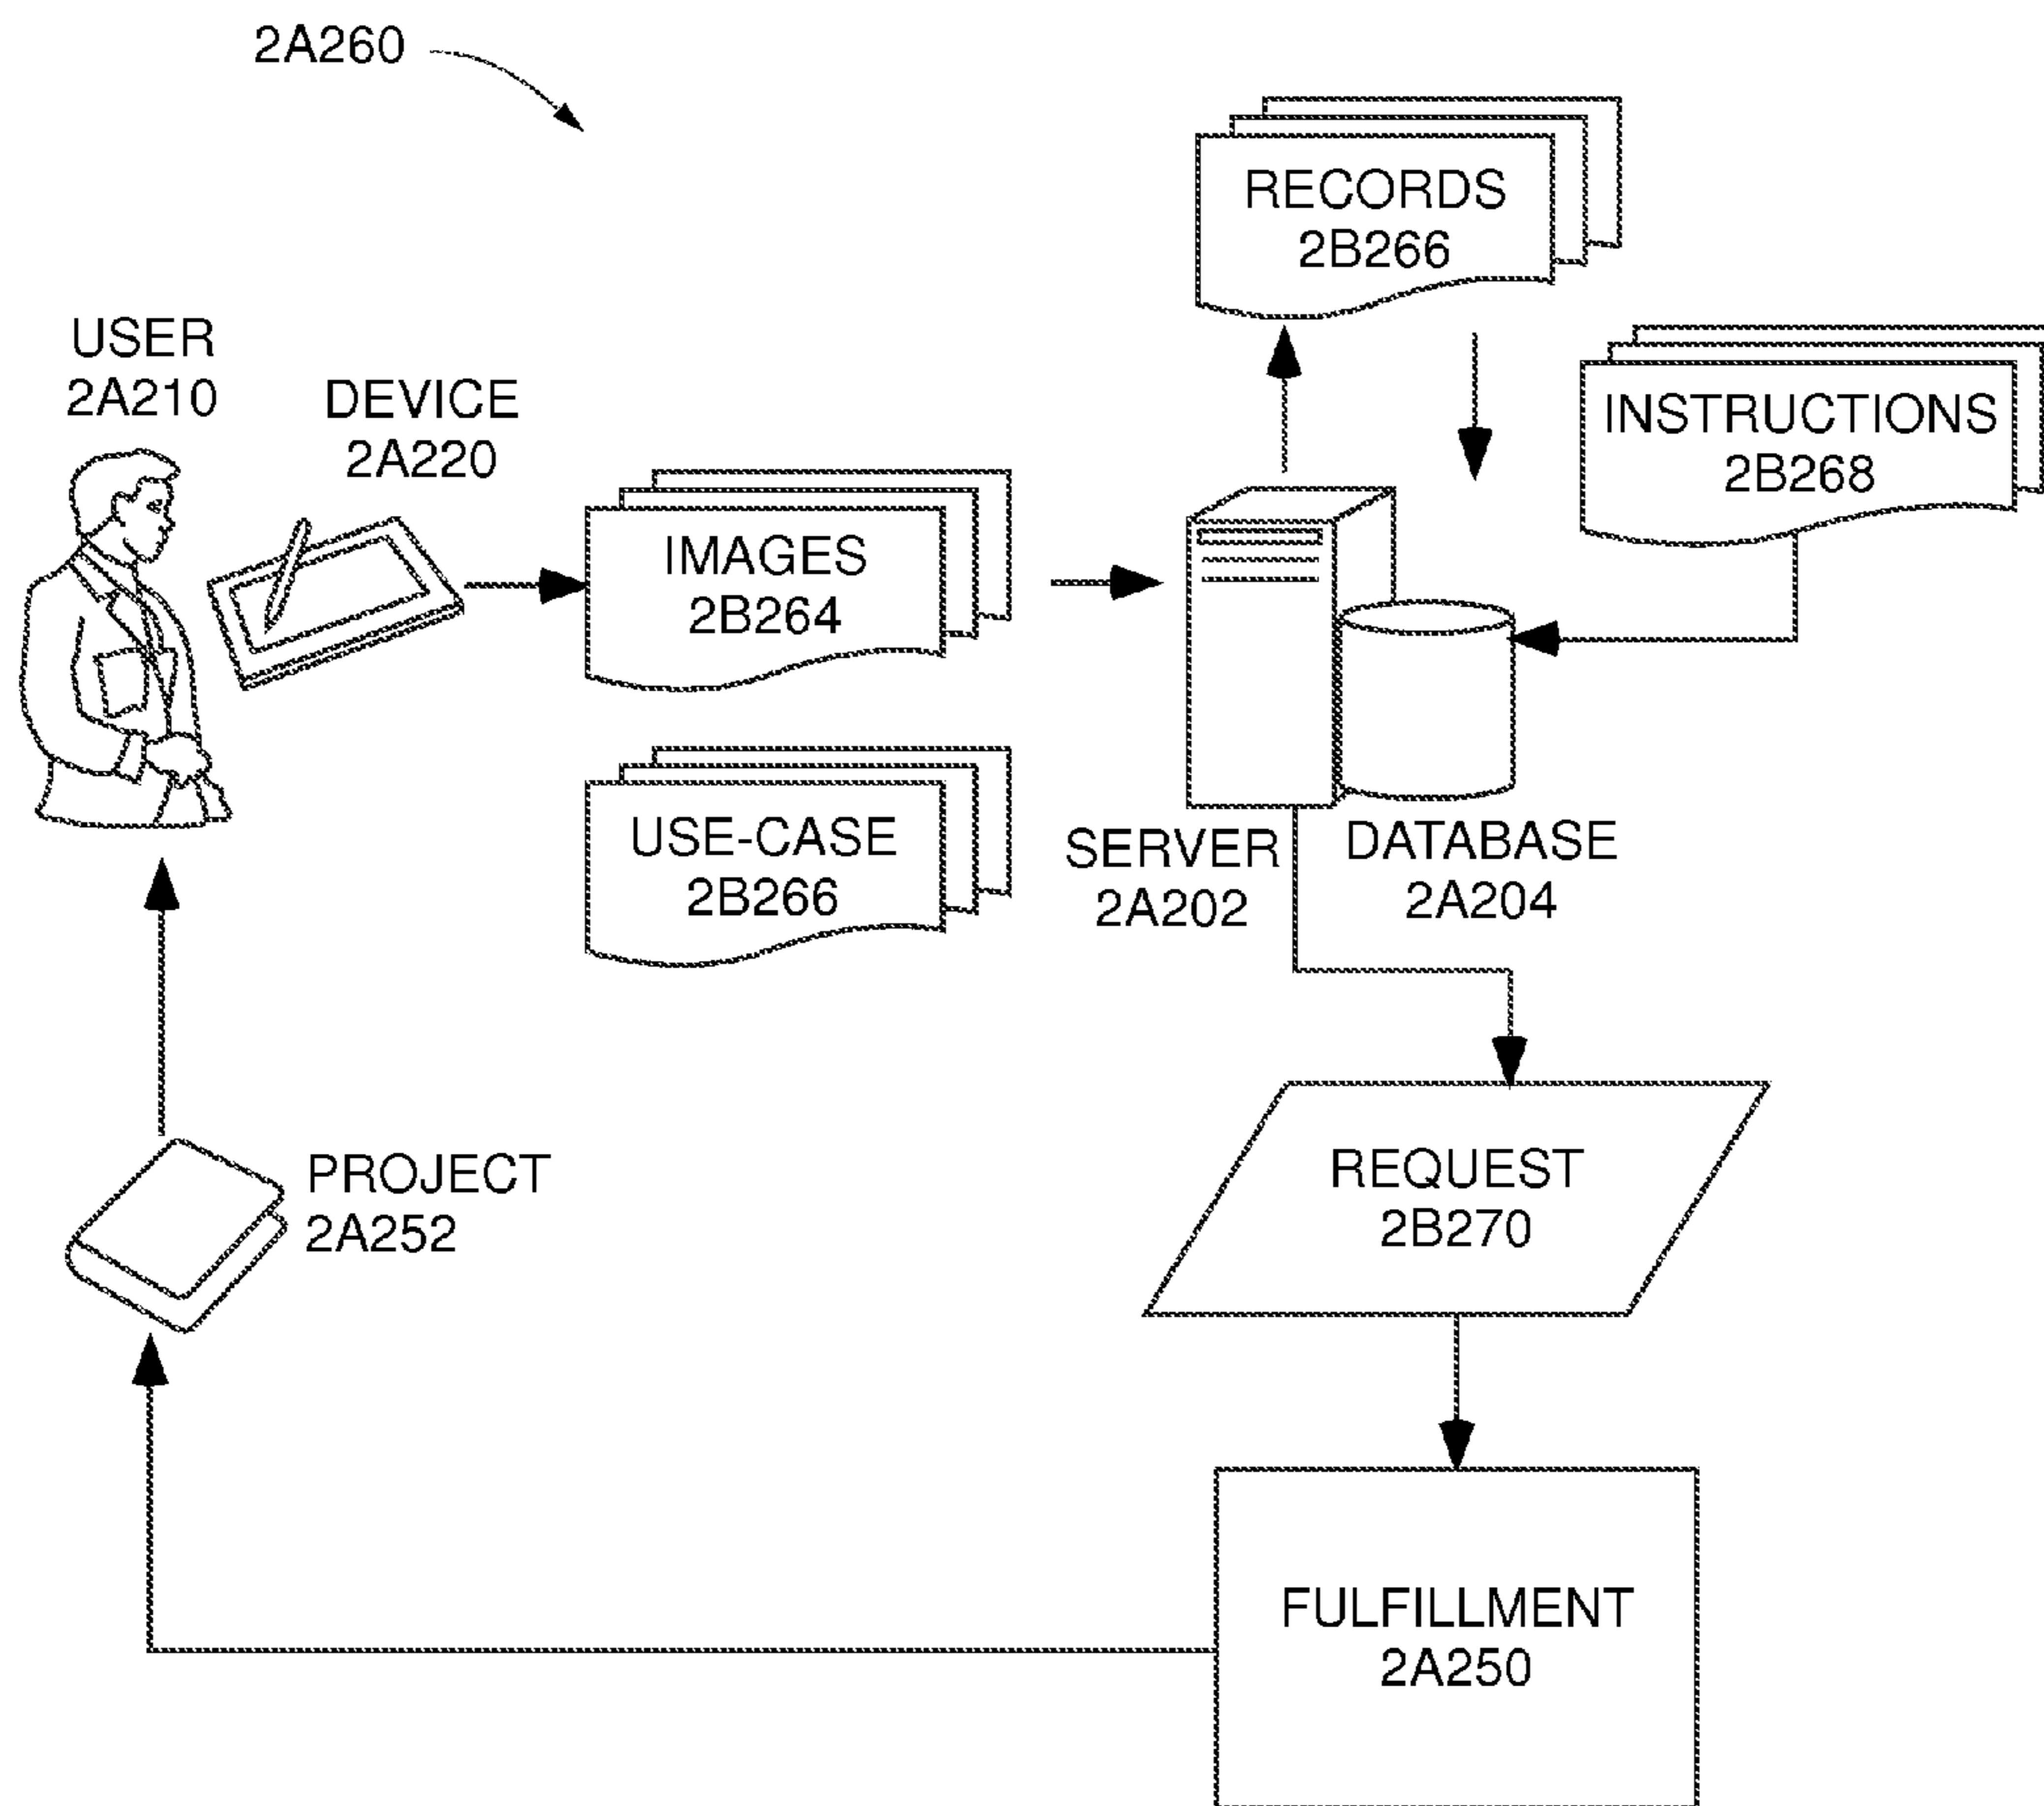 2A260
RECORDS
2B266
USER
2A210
DEVICE
2A220
INSTRUCTIONS
2B268
IMAGES
2B264
USE-CASE
2B266
SERVER
2A202
DATABASE
2A204
PROJECT
2A252
REQUEST
2B270
FULFILLMENT
2A250